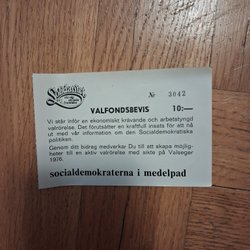 № 3042
VALFONDSBEVIS 10:—
Vi står inför en ekonomiskt krävande och arbetstyngd
valrörelse. Det förutsätter en kraftfull insats för att nå
ut med vår information om den Socialdemokratiska
politiken.
Genom ditt bidrag medverkar Du till att skapa möjlig-
heter till en aktiv valrörelse med sikte på Valseger
1976.
socialdemokraterna i medelpad